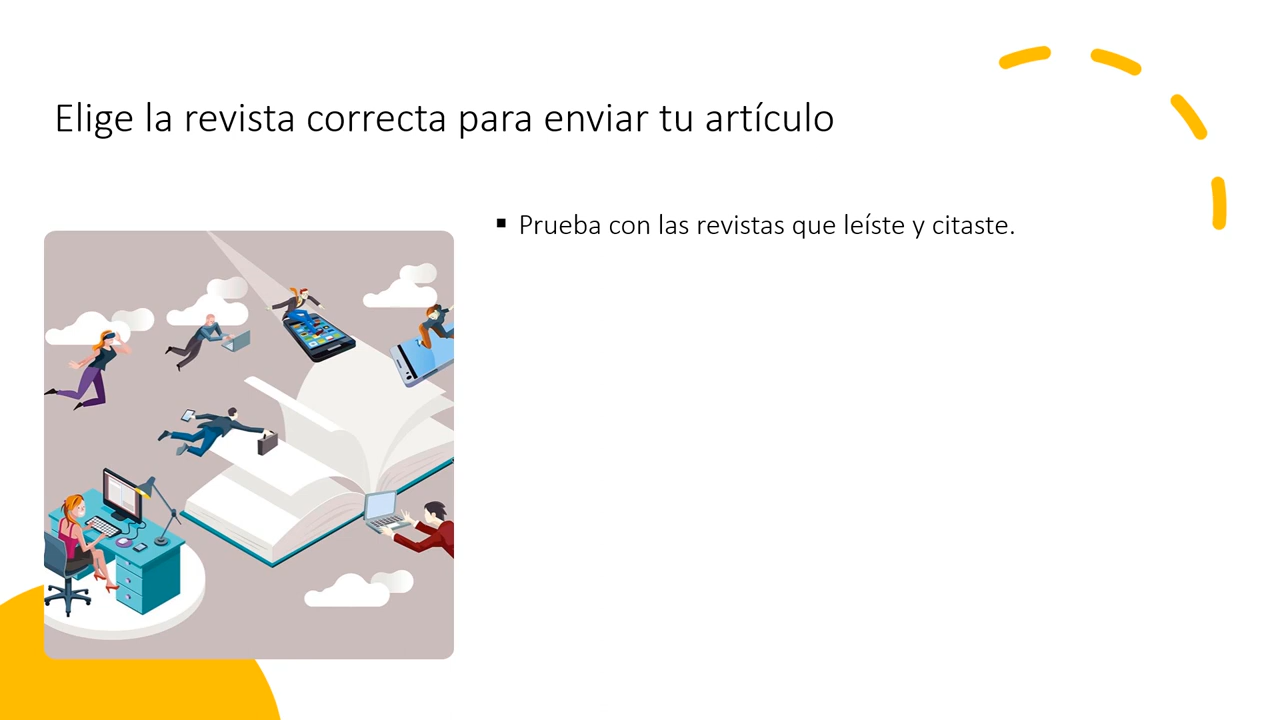 Elige la revista correcta para enviar tu artículo
▪ Prueba con las revistas que leíste y citaste.